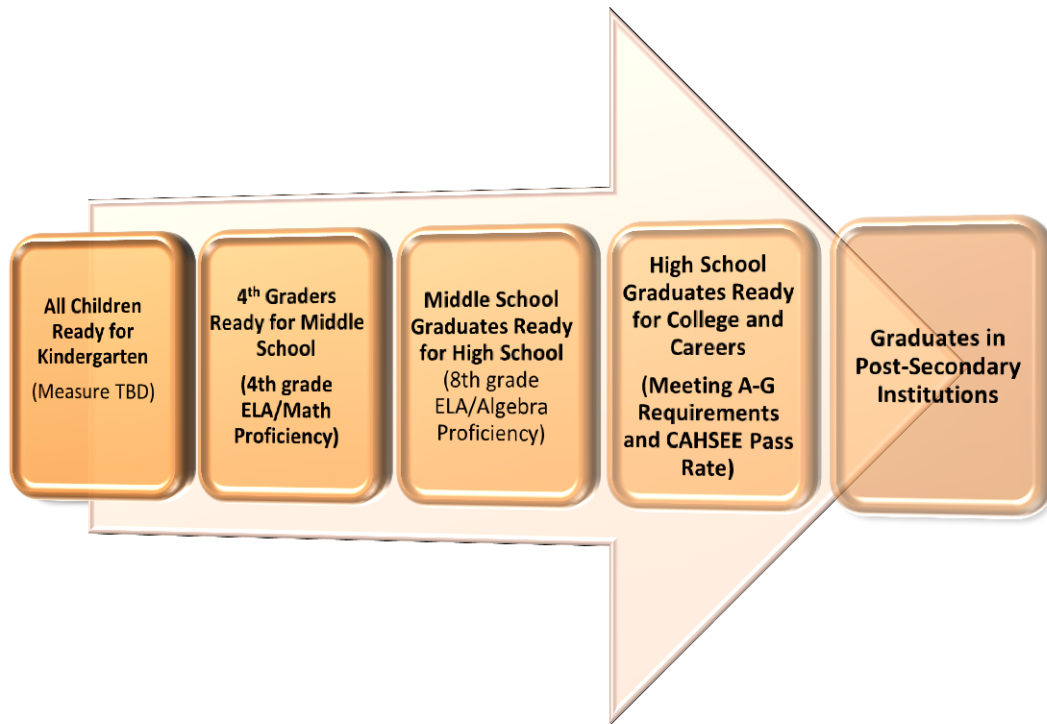 All Children
Ready for
Kindergarten
(Measure TBD)
4th Graders
Ready for Middle
School
(4th grade
ELA/Math
Proficiency)
Middle School
Graduates Ready
for High School
(8th grade
ELA/Algebra
Proficiency)
High School
Graduates Ready
for College and
Careers
(Meeting A-G
Requirements
and CAHSEE Pass
Rate)
Graduates in
Post-Secondary
Institutions